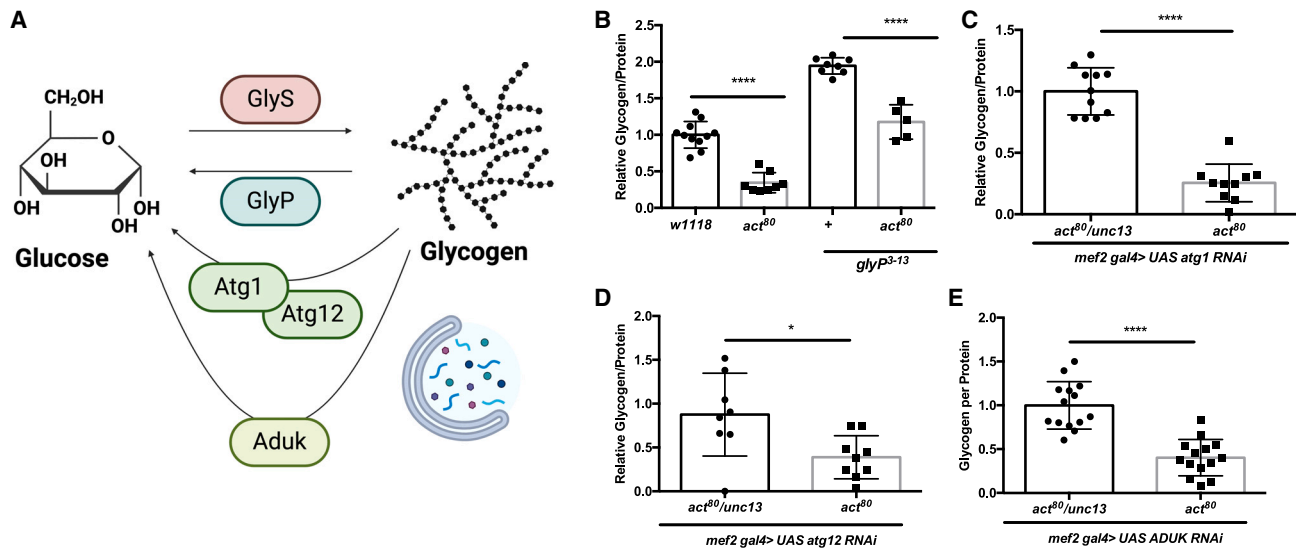 A
CH₂OH
O
OH
OH
OH
OH
Glucose
GlyS
GlyP
Glycogen
Atg1
Atg12
Aduk
B
Relative Glycogen/Protein
2.5
2.0
1.5
1.0
0.5
0.0
****
****
w1118
act⁸⁰
+
act⁸⁰
glyP³⁻¹³
C
Relative Glycogen/Protein
1.5
1.0
0.5
0.0
****
act⁸⁰/unc13
act⁸⁰
mef2 gal4> UAS atg1 RNAi
D
Relative Glycogen/Protein
2.0
1.5
1.0
0.5
0.0
*
act⁸⁰/unc13
act⁸⁰
mef2 gal4> UAS atg12 RNAi
E
Glycogen per Protein
2.0
1.5
1.0
0.5
0.0
****
act⁸⁰/unc13
act⁸⁰
mef2 gal4> UAS ADUK RNAi